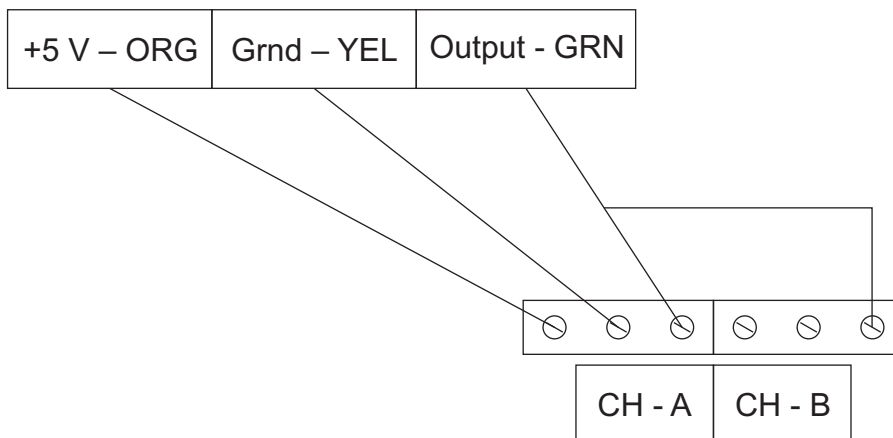 +5 V – ORG
Grnd – YEL
Output - GRN
CH - A
CH - B